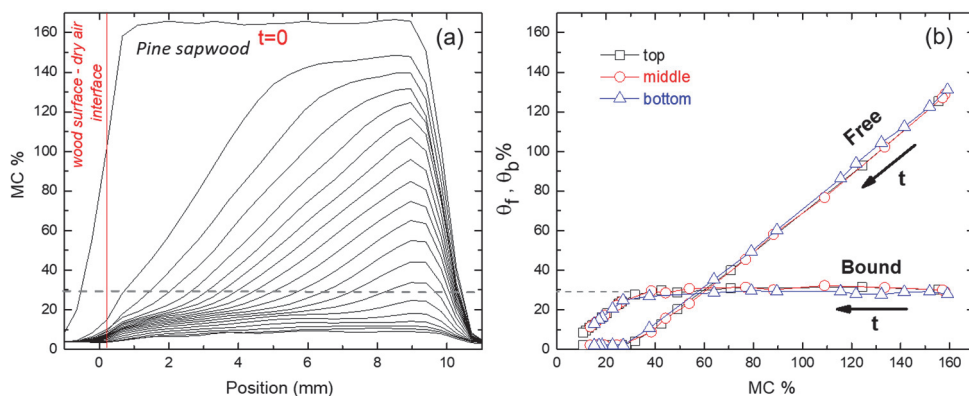 (a)
Pine sapwood
t=0
wood surface - dry air
interface
MC %
160
140
120
100
80
60
40
20
0
0
2
4
6
8
10
Position (mm)
(b)
top
middle
bottom
Free
t
Bound
t
θf , θb%
160
140
120
100
80
60
40
20
0
0
20
40
60
80
100
120
140
160
MC %